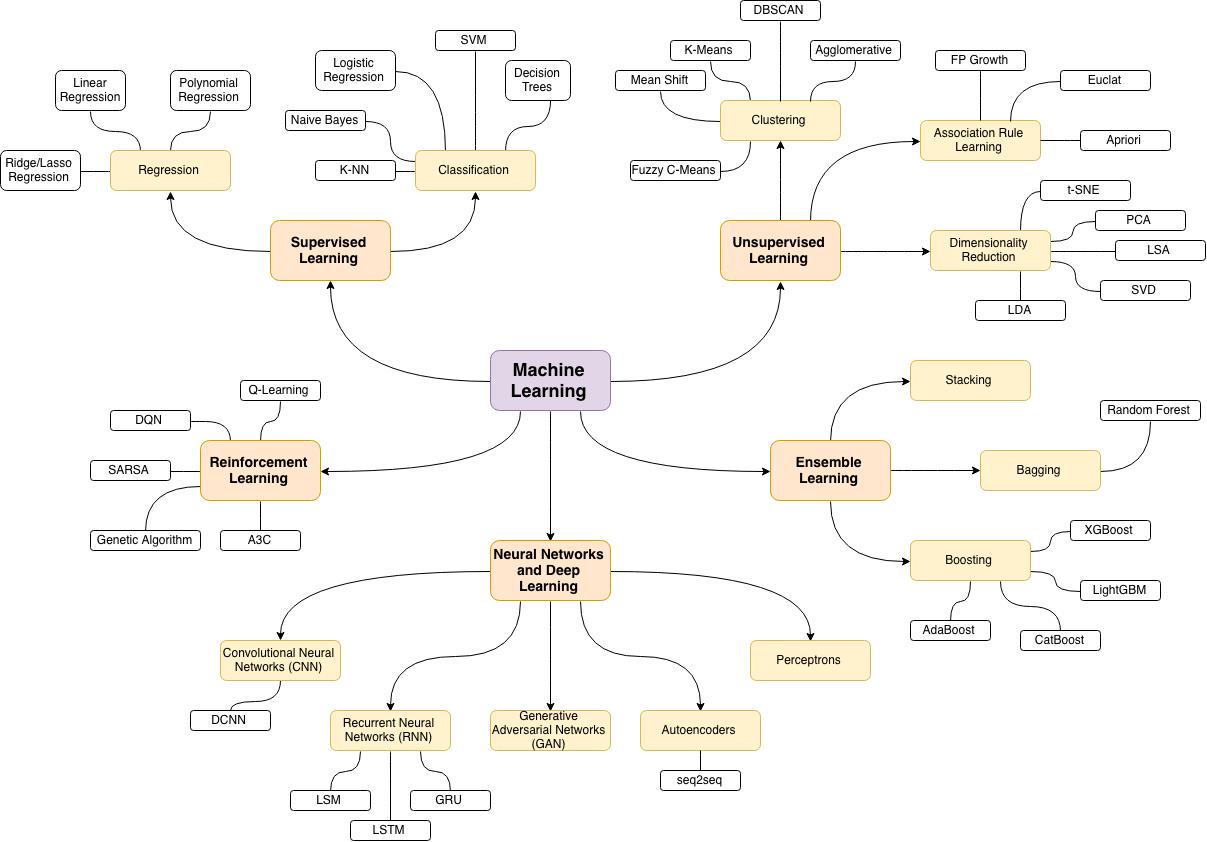 DBSCAN
SVM
K-Means
Agglomerative
FP Growth
Logistic
Regression
Decision
Trees
Mean Shift
Euclat
Linear
Regression
Polynomial
Regression
Naive Bayes
Clustering
Association Rule
Learning
Apriori
Ridge/Lasso
Regression
Regression
K-NN
Classification
Fuzzy C-Means
t-SNE
PCA
Supervised
Learning
Unsupervised
Learning
Dimensionality
Reduction
LSA
SVD
LDA
Machine
Learning
Stacking
Q-Learning
DQN
Random Forest
Reinforcement
Learning
SARSA
Ensemble
Learning
Bagging
Genetic Algorithm
A3C
XGBoost
Neural Networks
and Deep
Learning
Boosting
LightGBM
AdaBoost
CatBoost
Convolutional Neural
Networks (CNN)
Perceptrons
DCNN
Recurrent Neural
Networks (RNN)
Generative
Adversarial Networks
(GAN)
Autoencoders
seq2seq
LSM
GRU
LSTM